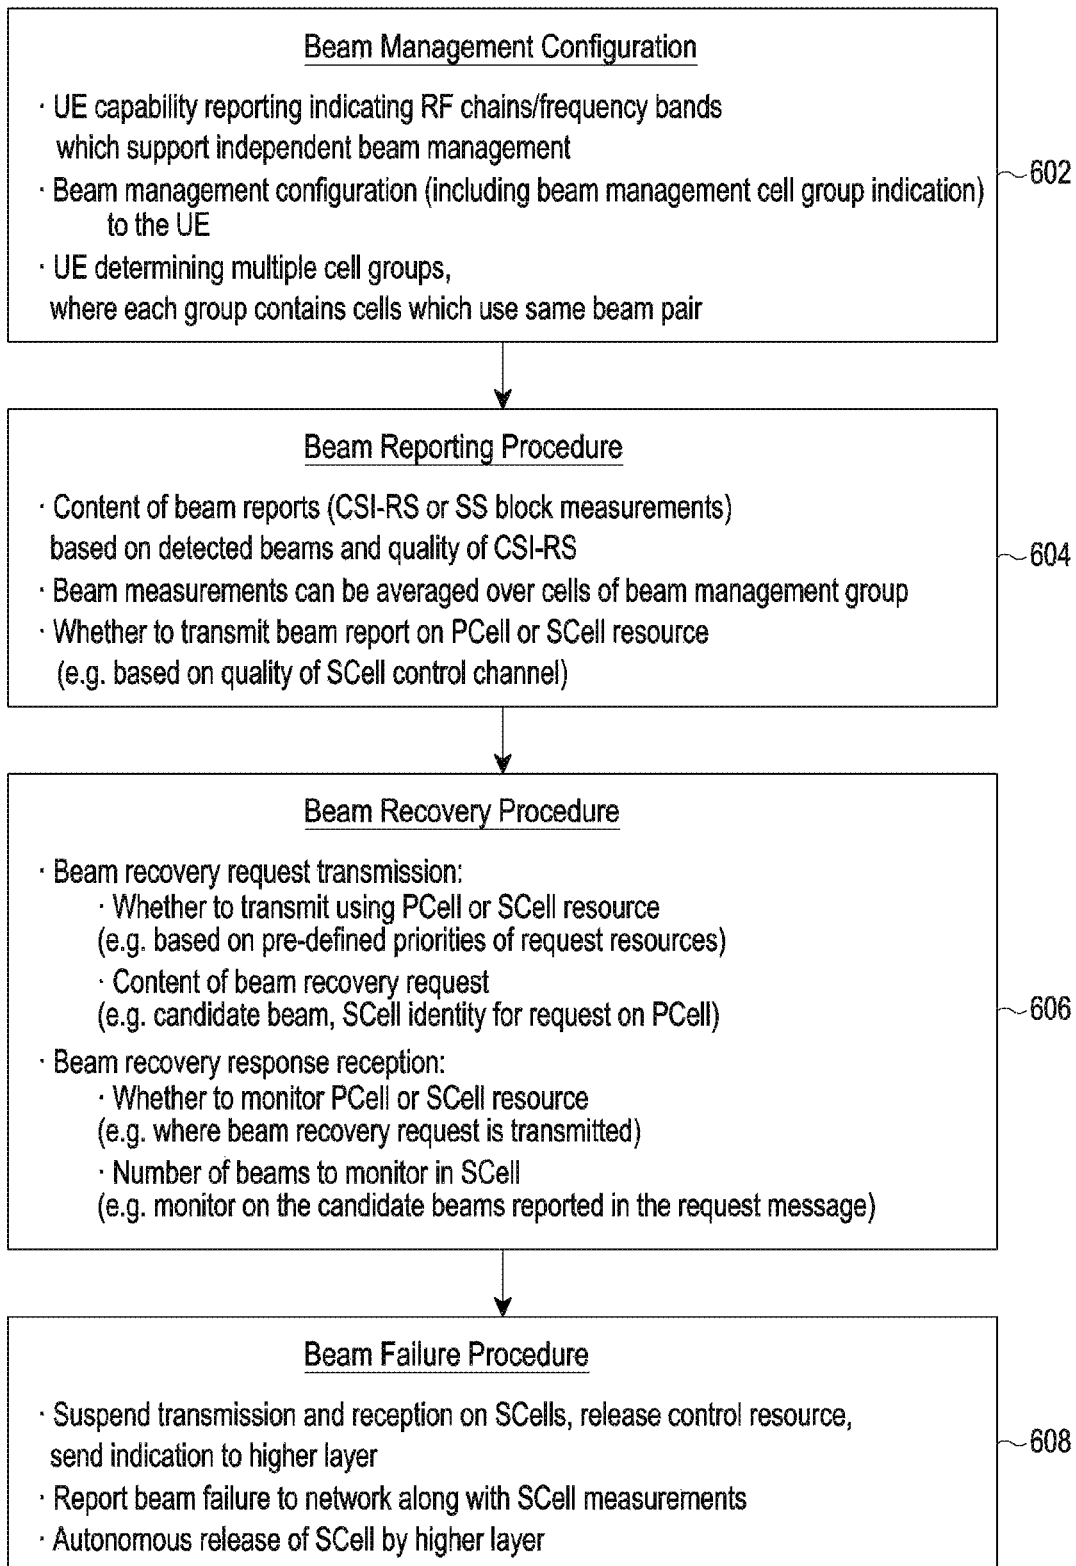 Beam Management Configuration
· UE capability reporting indicating RF chains/frequency bands
which support independent beam management
· Beam management configuration (including beam management cell group indication)
to the UE
· UE determining multiple cell groups,
where each group contains cells which use same beam pair
602
Beam Reporting Procedure
· Content of beam reports (CSI-RS or SS block measurements)
based on detected beams and quality of CSI-RS
· Beam measurements can be averaged over cells of beam management group
· Whether to transmit beam report on PCell or SCell resource
(e.g. based on quality of SCell control channel)
604
Beam Recovery Procedure
· Beam recovery request transmission:
· Whether to transmit using PCell or SCell resource
(e.g. based on pre-defined priorities of request resources)
· Content of beam recovery request
(e.g. candidate beam, SCell identity for request on PCell)
· Beam recovery response reception:
· Whether to monitor PCell or SCell resource
(e.g. where beam recovery request is transmitted)
· Number of beams to monitor in SCell
(e.g. monitor on the candidate beams reported in the request message)
606
Beam Failure Procedure
· Suspend transmission and reception on SCells, release control resource,
send indication to higher layer
· Report beam failure to network along with SCell measurements
· Autonomous release of SCell by higher layer
608